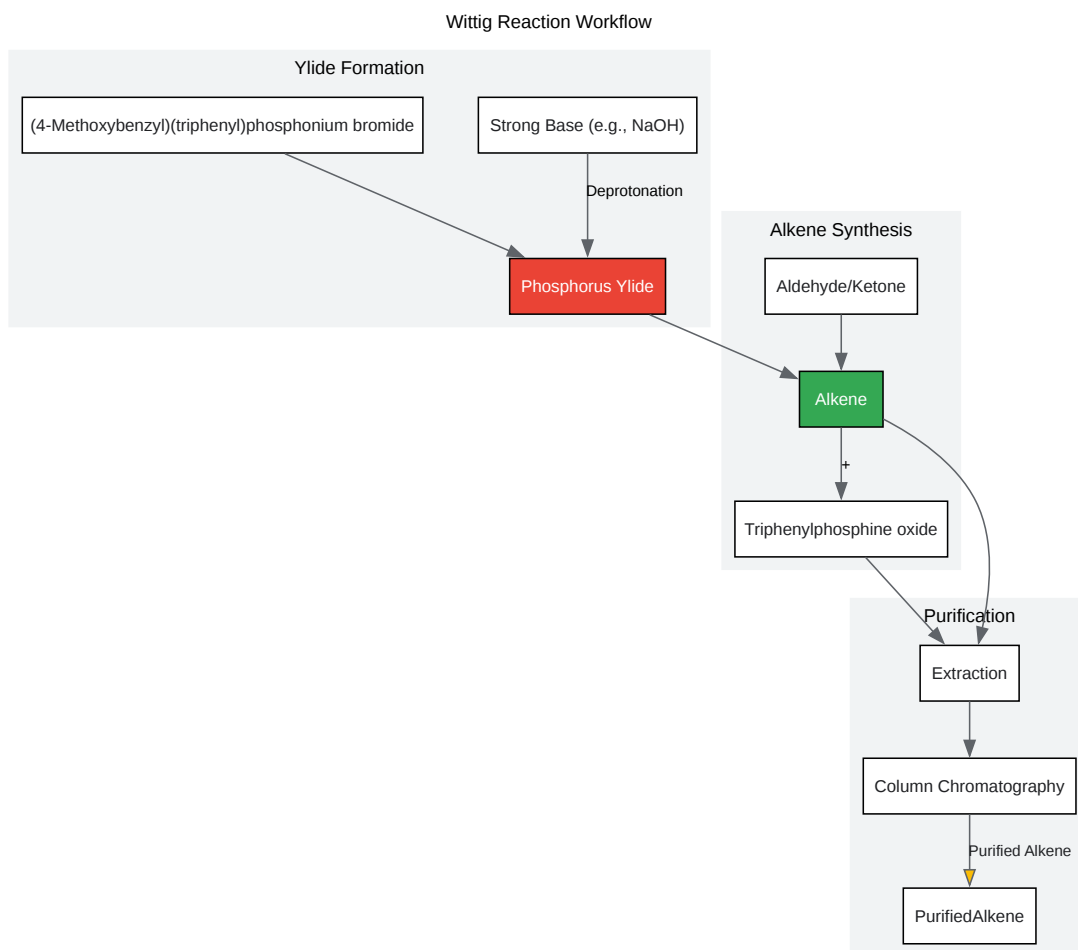 Wittig Reaction Workflow
Ylide Formation
(4-Methoxybenzyl)(triphenyl)phosphonium bromide
Strong Base (e.g., NaOH)
Deprotonation
Phosphorus Ylide
Alkene Synthesis
Aldehyde/Ketone
Alkene
+
Triphenylphosphine oxide
Purification
Extraction
Column Chromatography
Purified Alkene
PurifiedAlkene